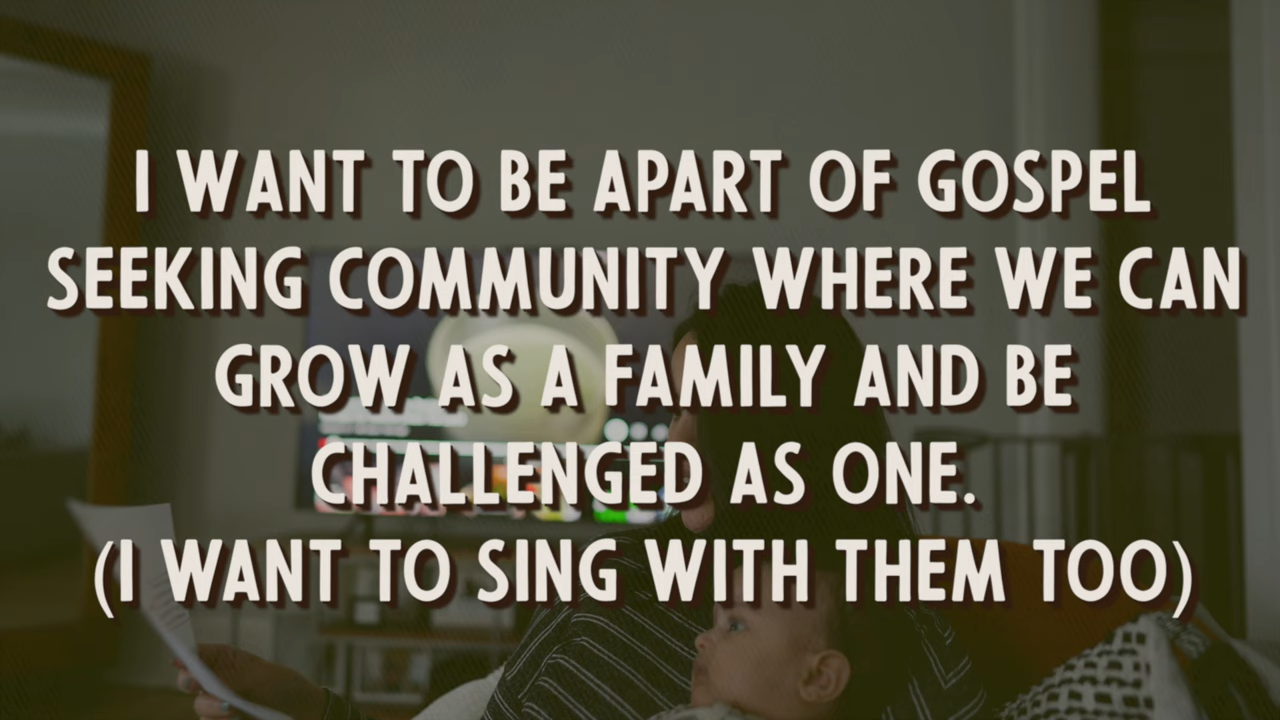 I WANT TO BE APART OF GOSPEL
SEEKING COMMUNITY WHERE WE CAN
GROW AS A FAMILY AND BE
CHALLENGED AS ONE.
(I WANT TO SING WITH THEM TOO)